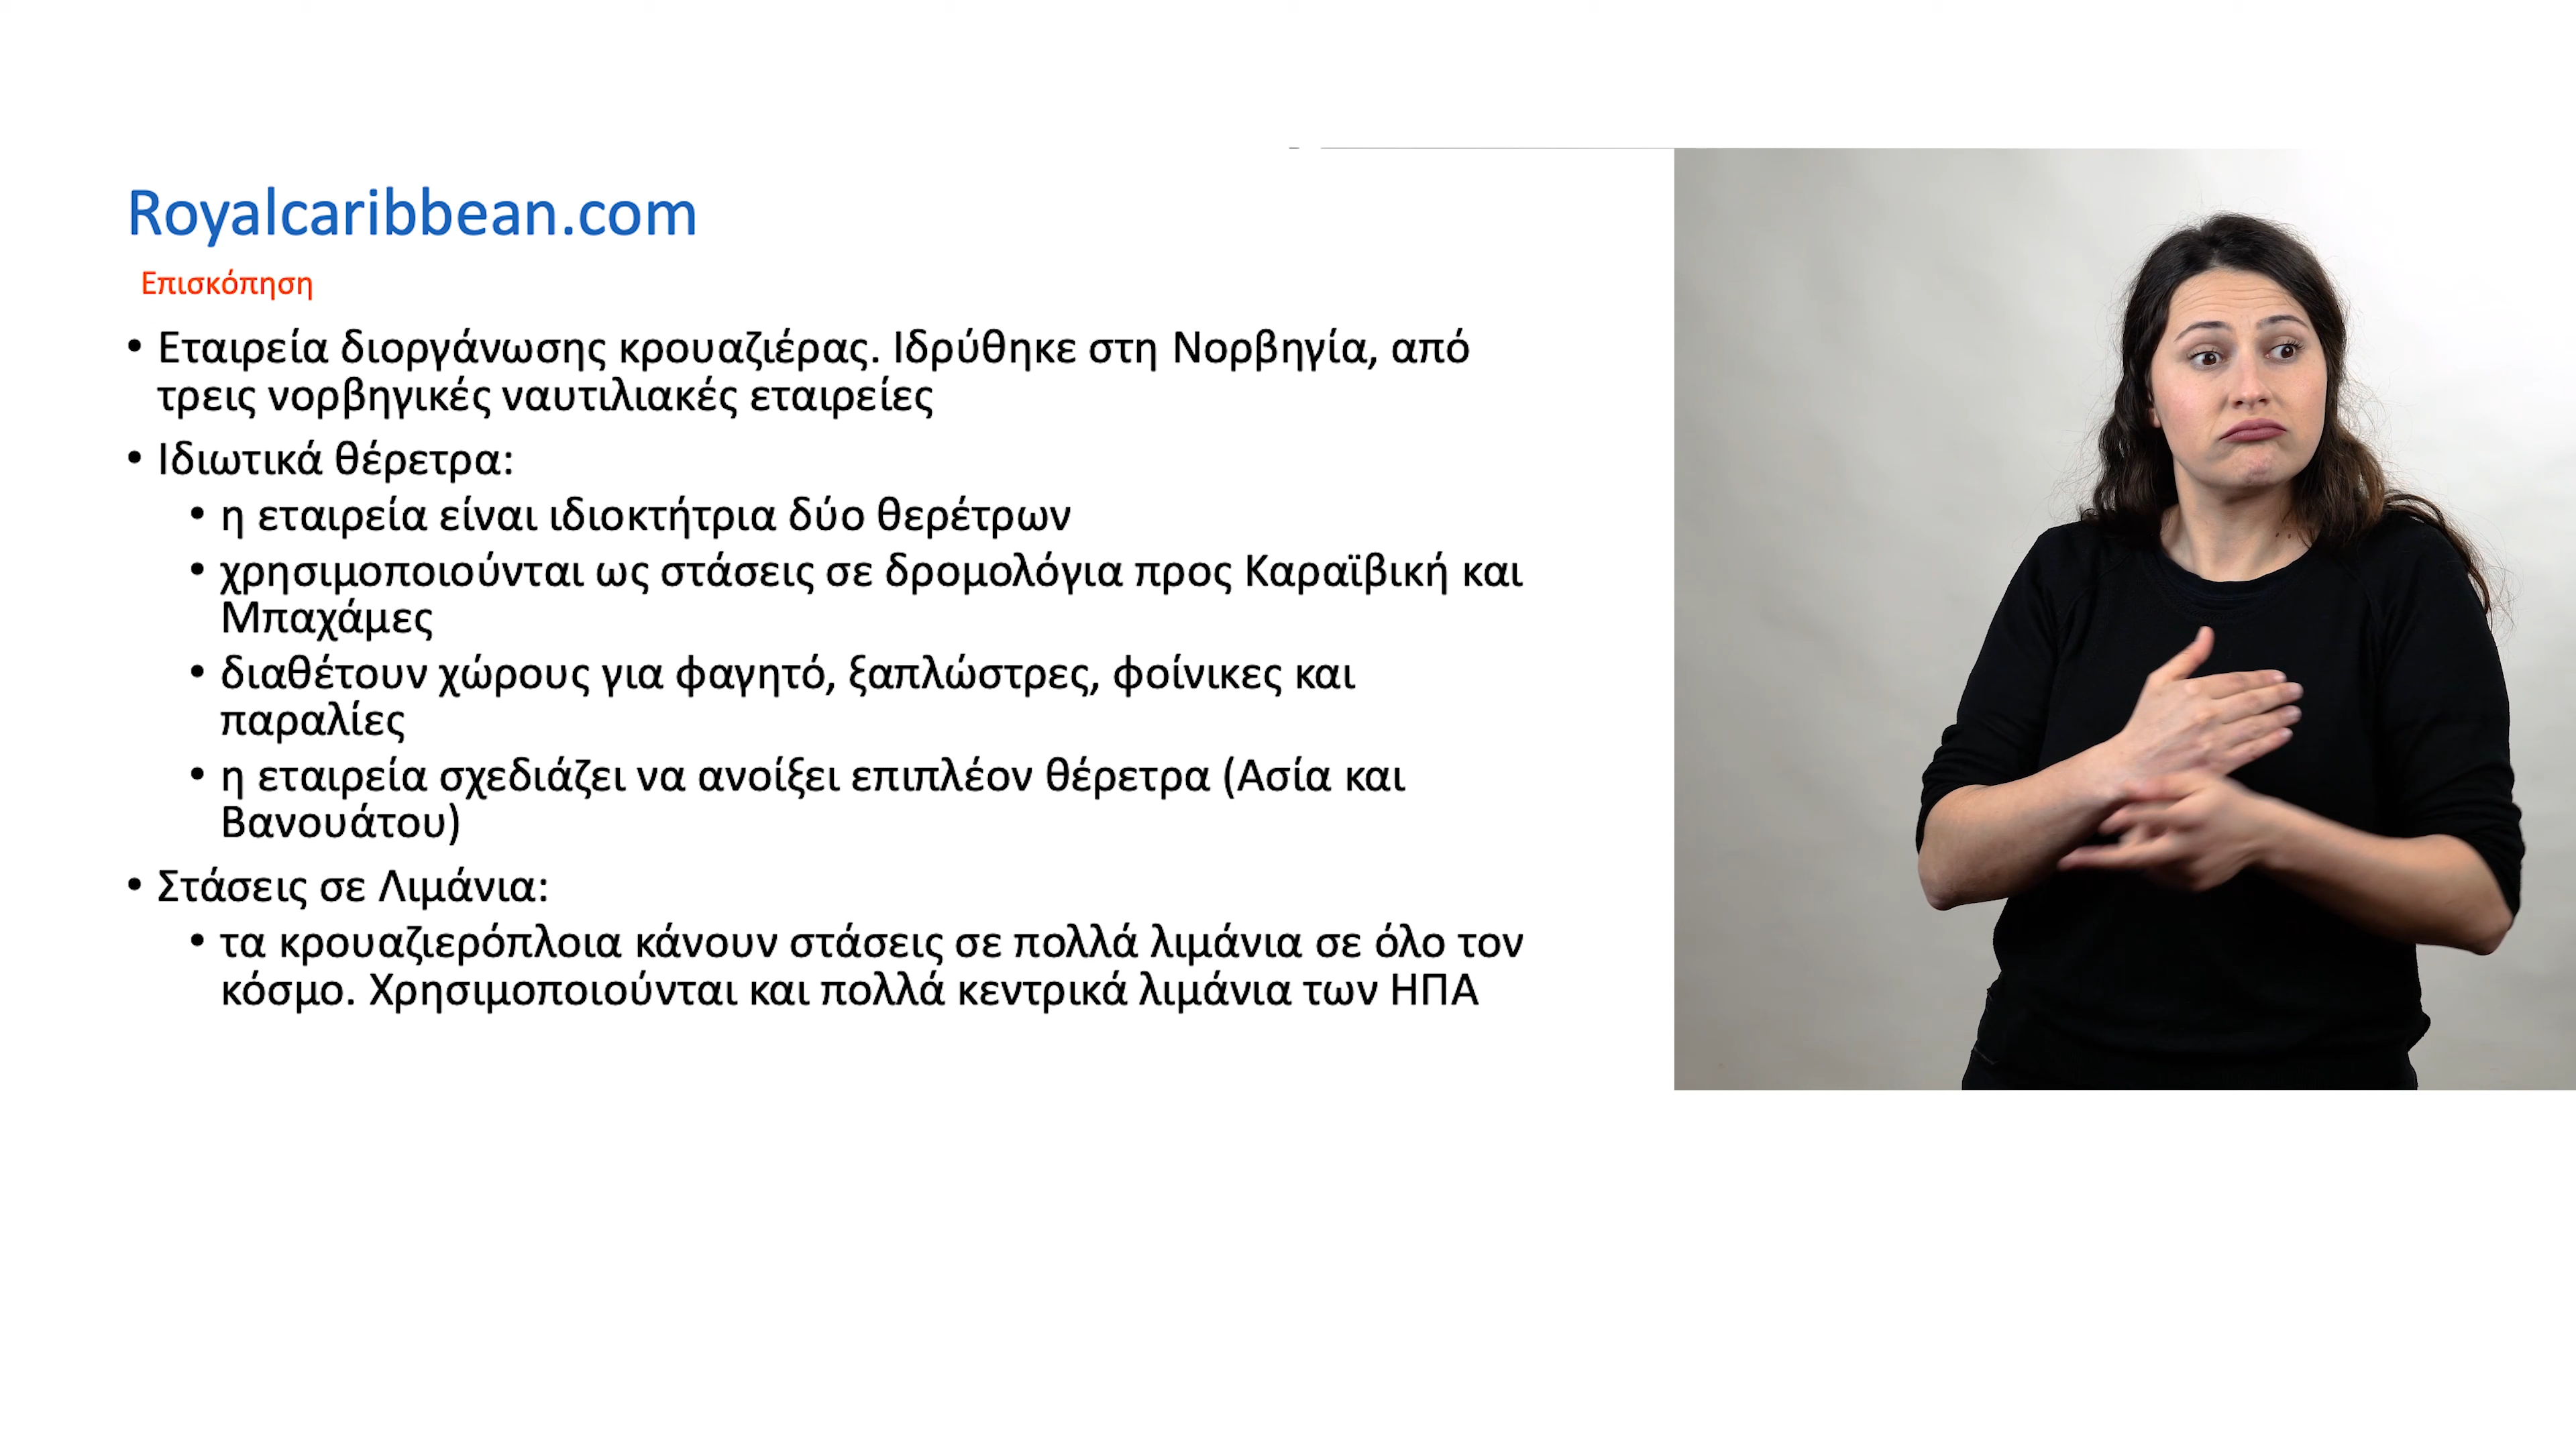 Royalcaribbean.com
Επισκόπηση
• Εταιρεία διοργάνωσης κρουαζιέρας. Ιδρύθηκε στη Νορβηγία, από
τρεις νορβηγικές ναυτιλιακές εταιρείες
• Ιδιωτικά θέρετρα:
• η εταιρεία είναι ιδιοκτήτρια δύο θερέτρων
• χρησιμοποιούνται ως στάσεις σε δρομολόγια προς Καραϊβική και
Μπαχάμες
• διαθέτουν χώρους για φαγητό, ξαπλώστρες, φοίνικες και
παραλίες
• η εταιρεία σχεδιάζει να ανοίξει επιπλέον θέρετρα (Ασία και
Βανουάτου)
• Στάσεις σε Λιμάνια:
• τα κρουαζιερόπλοια κάνουν στάσεις σε πολλά λιμάνια σε όλο τον
κόσμο. Χρησιμοποιούνται και πολλά κεντρικά λιμάνια των ΗΠΑ